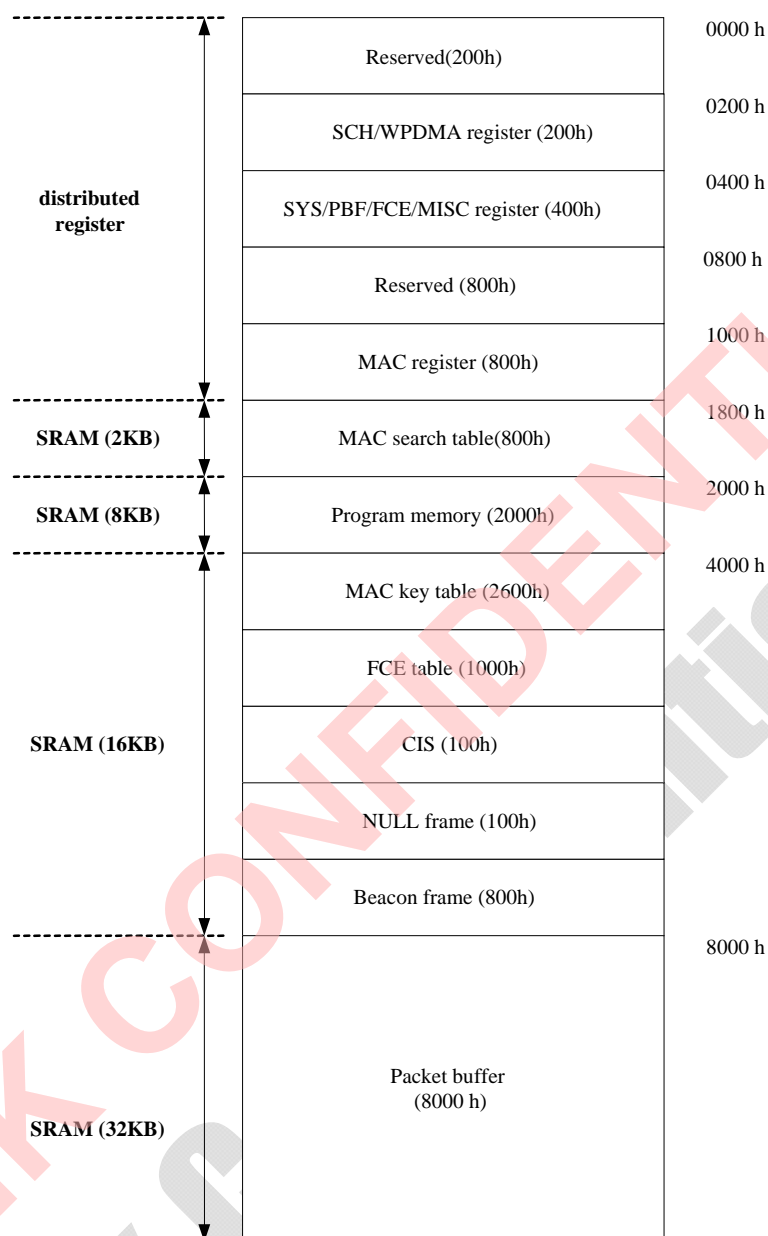 0000 h
Reserved(200h)
0200 h
SCH/WPDMA register (200h)
0400 h
distributed
register
SYS/PBF/FCE/MISC register (400h)
0800 h
Reserved (800h)
1000 h
MAC register (800h)
1800 h
SRAM (2KB)
MAC search table(800h)
2000 h
SRAM (8KB)
Program memory (2000h)
4000 h
MAC key table (2600h)
FCE table (1000h)
SRAM (16KB)
CIS (100h)
NULL frame (100h)
Beacon frame (800h)
8000 h
Packet buffer
(8000 h)
SRAM (32KB)